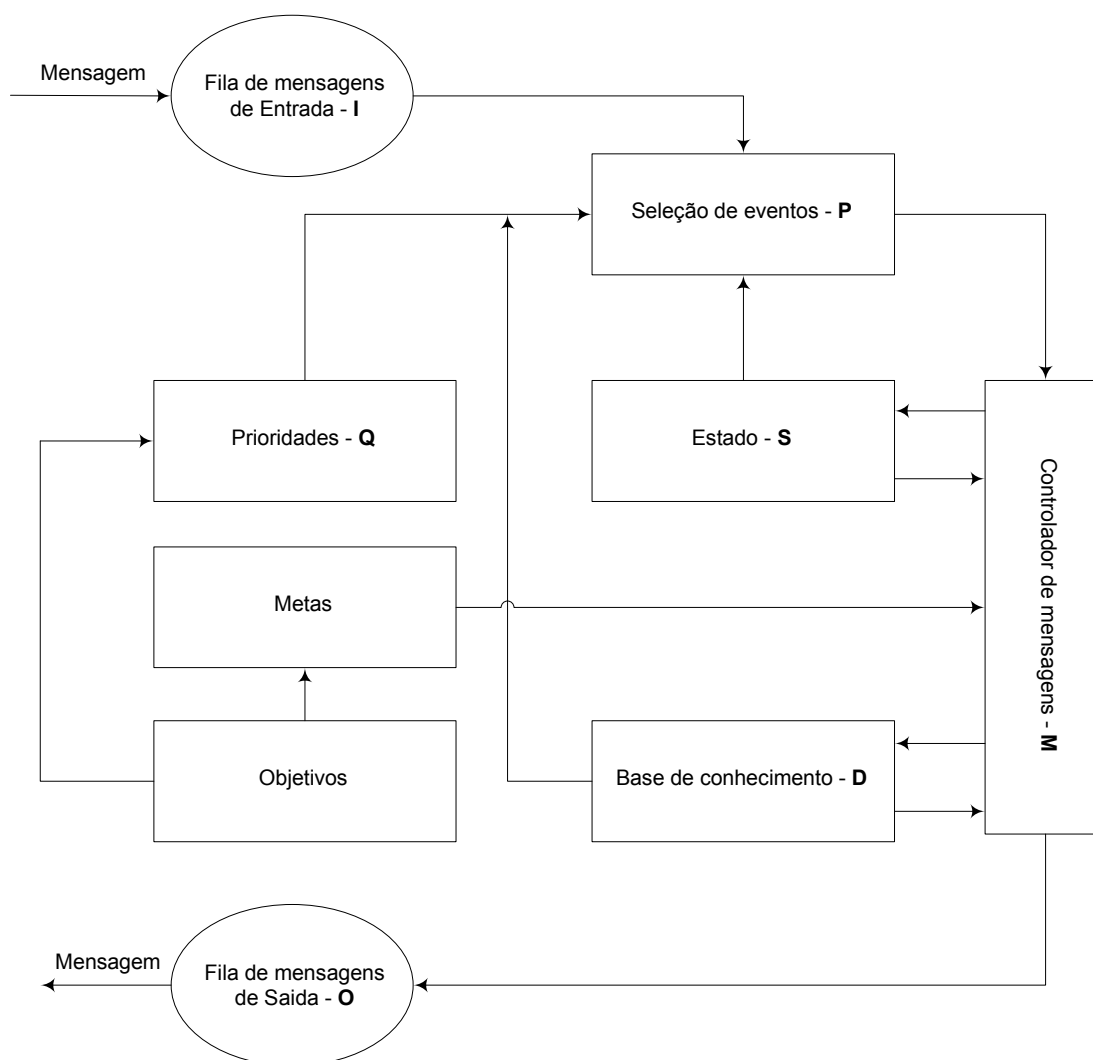 Mensagem
Fila de mensagens
de Entrada - I
Seleção de eventos - P
Prioridades - Q
Estado - S
Controlador de mensagens - M
Metas
Objetivos
Base de conhecimento - D
Mensagem
Fila de mensagens
de Saida - O